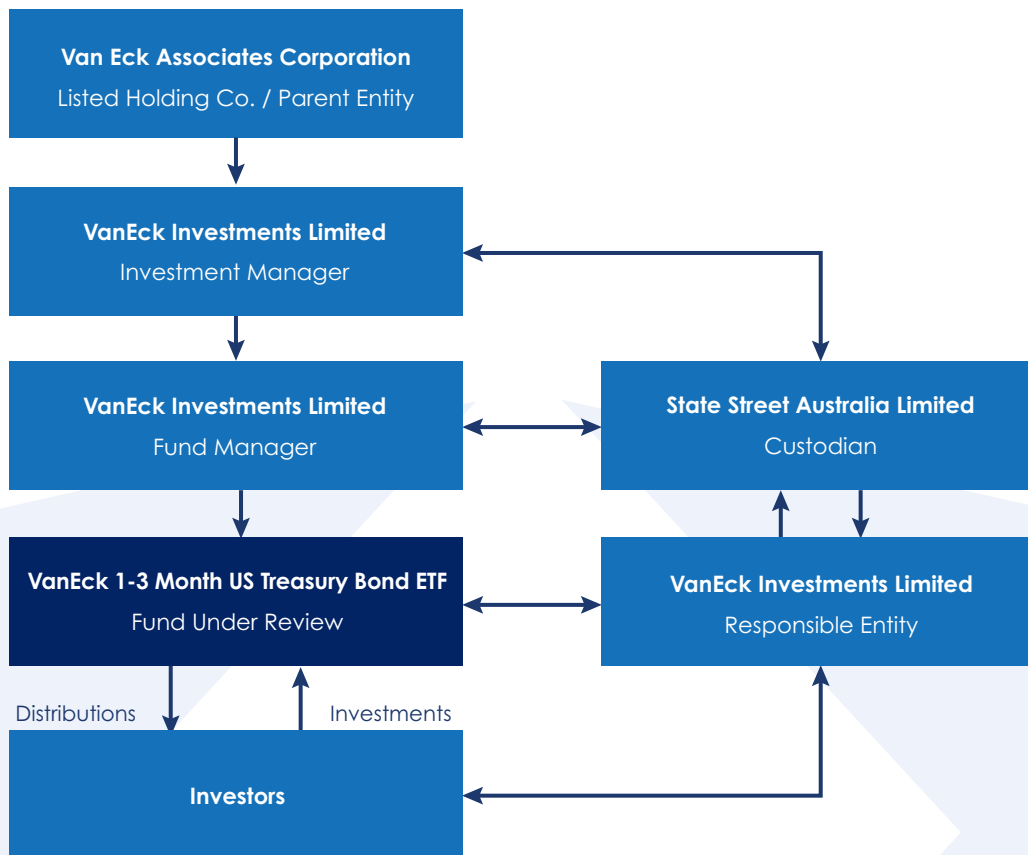 Van Eck Associates Corporation
Listed Holding Co. / Parent Entity
VanEck Investments Limited
Investment Manager
VanEck Investments Limited
Fund Manager
State Street Australia Limited
Custodian
VanEck 1-3 Month US Treasury Bond ETF
Fund Under Review
VanEck Investments Limited
Responsible Entity
Distributions
Investments
Investors